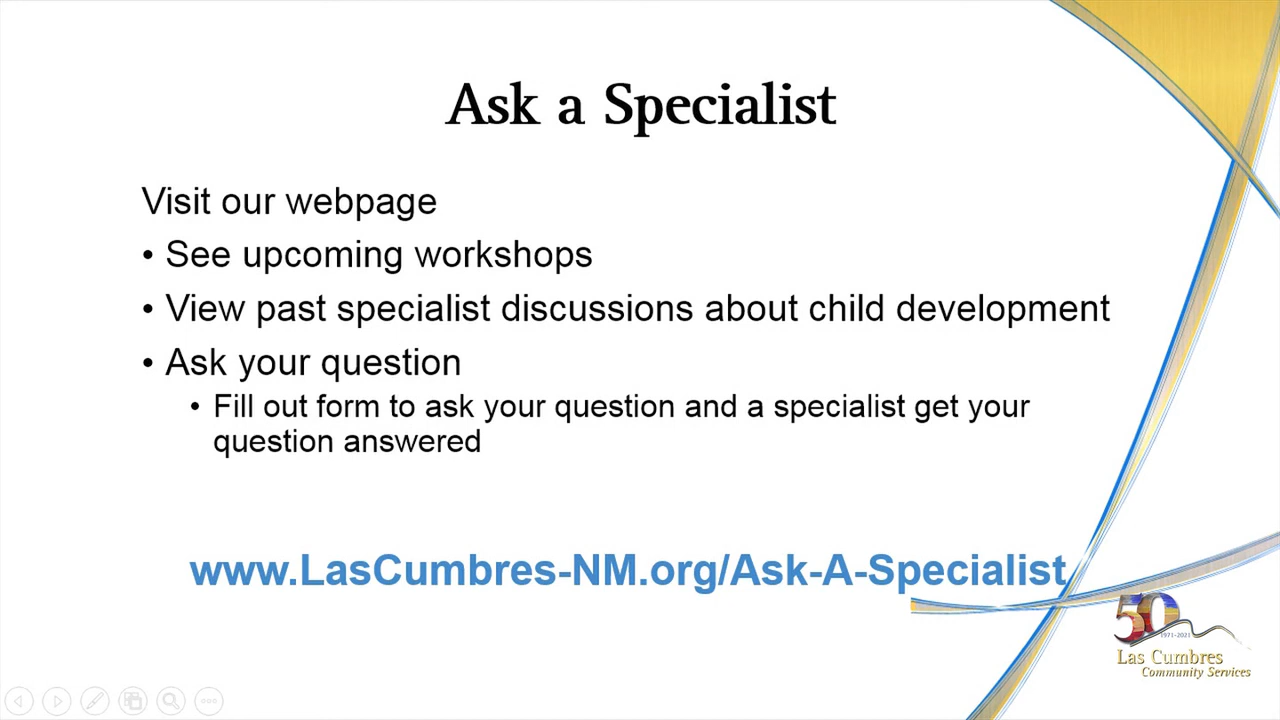 Ask a Specialist
Visit our webpage
• See upcoming workshops
• View past specialist discussions about child development
• Ask your question
• Fill out form to ask your question and a specialist get your
question answered
www.LasCumbres-NM.org/Ask-A-Specialist
50
1971-2021
Las Cumbres
Community Services